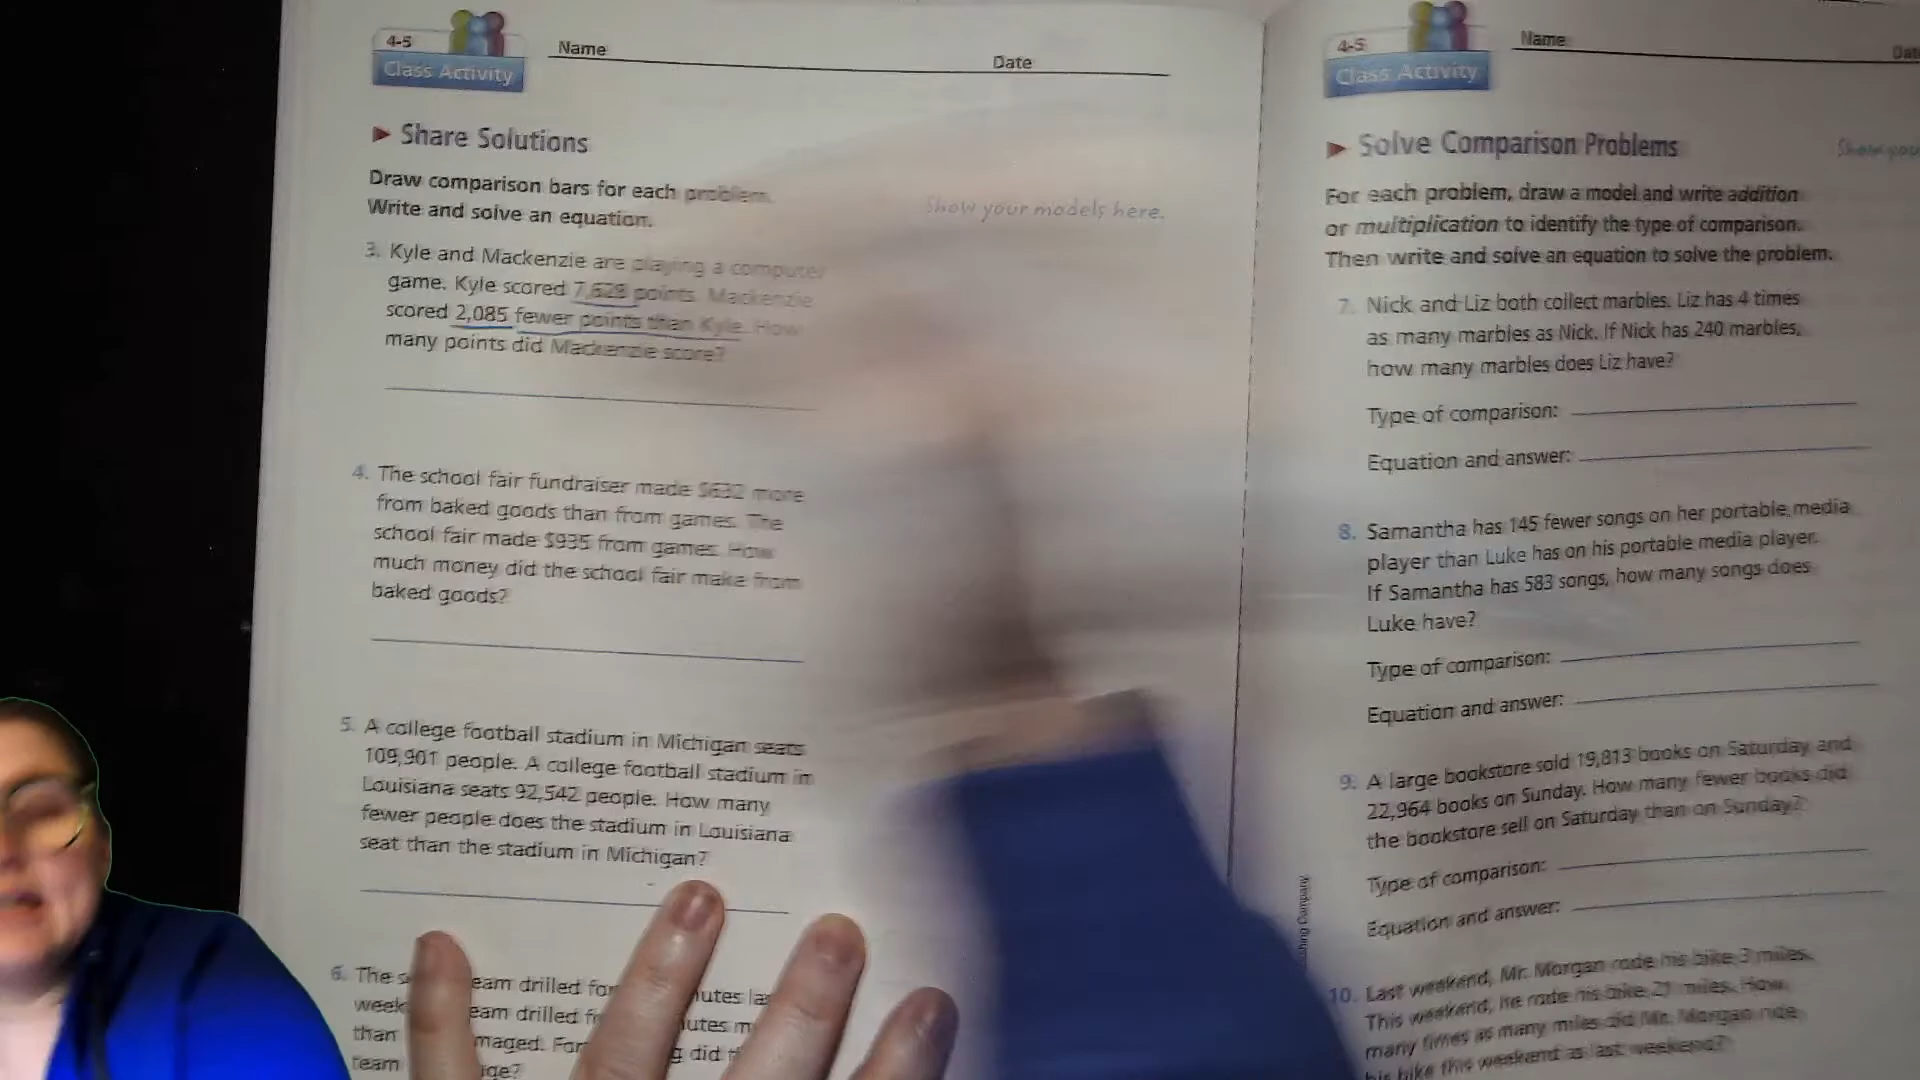 4-5
Class Activity
Name
Date
Share Solutions
Draw comparison bars for each problem.
Write and solve an equation.
Show your models here.
3. Kyle and Mackenzie are playing a computer
game. Kyle scored 7,628 points. Mackenzie
scored 2,085 fewer points than Kyle. How
many points did Mackenzie score?
4. The school fair fundraiser made $632 more
from baked goods than from games. The
school fair made $935 from games. How
much money did the school fair make from
baked goods?
5. A college football stadium in Michigan seats
109,901 people. A college football stadium in
Louisiana seats 92,542 people. How many
fewer people does the stadium in Louisiana
seat than the stadium in Michigan?
6. The drilled for
week drilled
than
team
4-5
Class Activity
Name
Solve Comparison Problems
Show
For each problem, draw a model and write addition
or multiplication to identify the type of comparison.
Then write and solve an equation to solve the problem.
7. Nick and Liz both collect marbles. Liz has 4 times
as many marbles as Nick. If Nick has 240 marbles,
how many marbles does Liz have?
Type of comparison:
Equation and answer:
8. Samantha has 145 fewer songs on her portable media
player than Luke has on his portable media player.
If Samantha has 583 songs, how many songs does
Luke have?
Type of comparison:
Equation and answer:
9. A large bookstore sold 19,813 books on Saturday and
22,964 books on Sunday. How many fewer books did
the bookstore sell on Saturday than on Sunday?
Type of comparison:
Equation and answer:
10. Last weekend, Mr. Morgan rode his bike 3 miles.
This weekend, he rode his bike 21 miles. How
many times as many miles did Mr. Morgan ride
his bike this weekend as last weekend?
Company